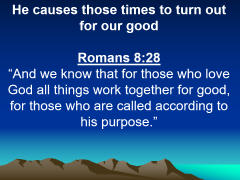 He causes those times to turn out
for our good
Romans 8:28
“And we know that for those who love
God all things work together for good,
for those who are called according to
his purpose.”